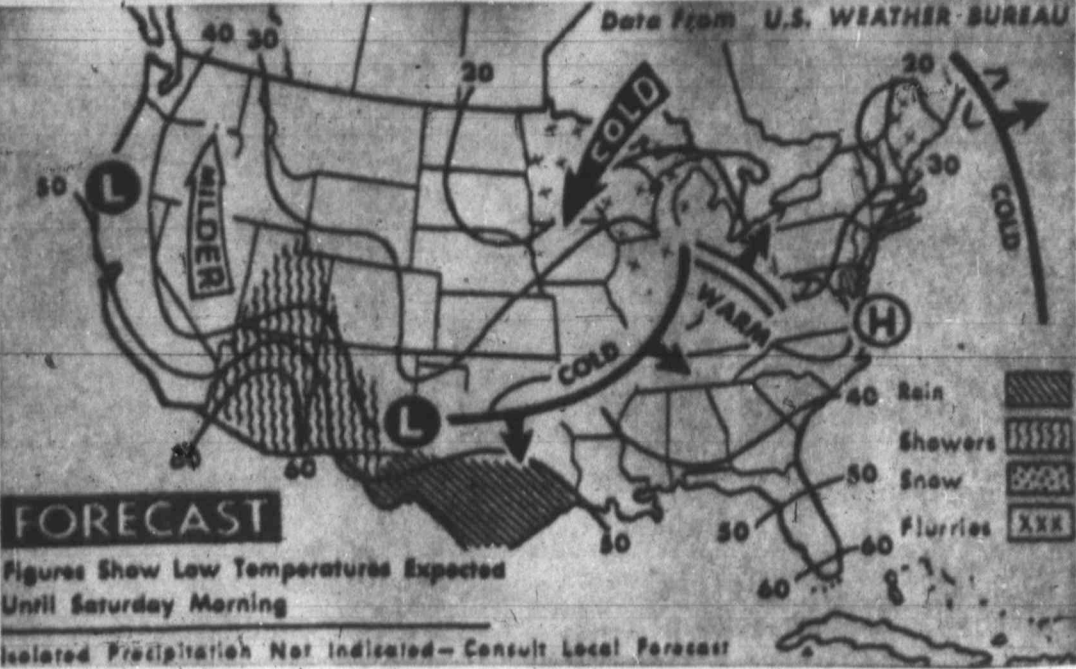 Data From U.S. WEATHER BUREAU
40 30
20
20
COLD
30
50
L
MILDER
COLD
WARM
H
COLD
L
40
Rain
Showers
50
Snow
60
50
50
Flurries
XXX
60
60
FORECAST
Figures Show Low Temperatures Expected
Until Saturday Morning
Isolated Precipitation Not Indicated— Consult Local Forecast